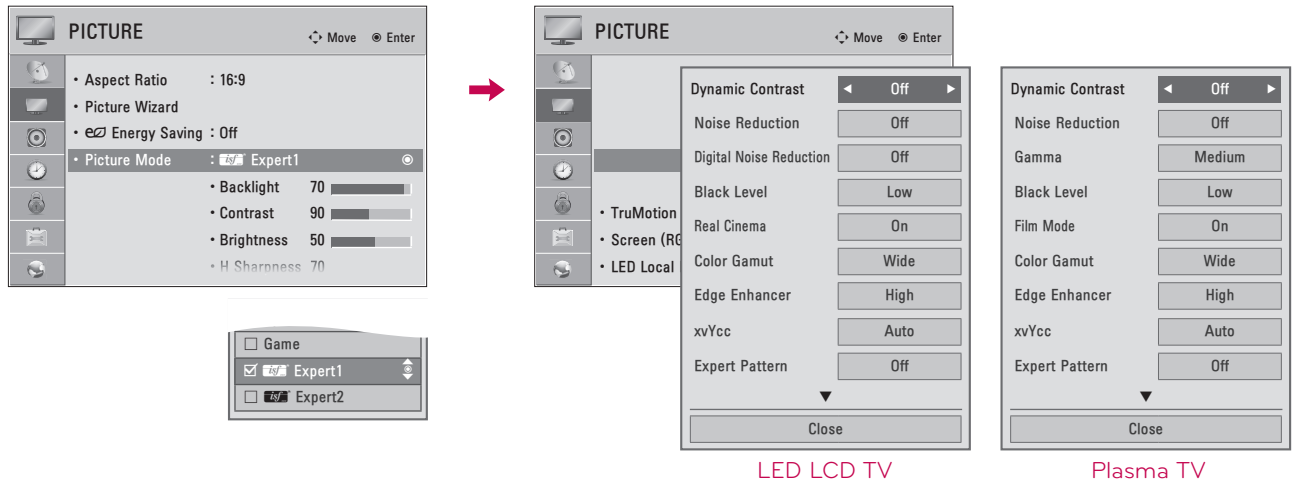 PICTURE
Move Enter
• Aspect Ratio : 16:9
• Picture Wizard
• Energy Saving : Off
• Picture Mode : isf Expert1
• Backlight 70
• Contrast 90
• Brightness 50
• H Sharpness 70
Game
isf Expert1
isf Expert2
PICTURE
Move Enter
• TruMotion
• Screen (RG
• LED Local
Dynamic Contrast ◄ Off ►
Noise Reduction Off
Digital Noise Reduction Off
Black Level Low
Real Cinema On
Color Gamut Wide
Edge Enhancer High
xvYcc Auto
Expert Pattern Off
▼
Close
LED LCD TV
Dynamic Contrast ◄ Off ►
Noise Reduction Off
Gamma Medium
Black Level Low
Film Mode On
Color Gamut Wide
Edge Enhancer High
xvYcc Auto
Expert Pattern Off
▼
Close
Plasma TV